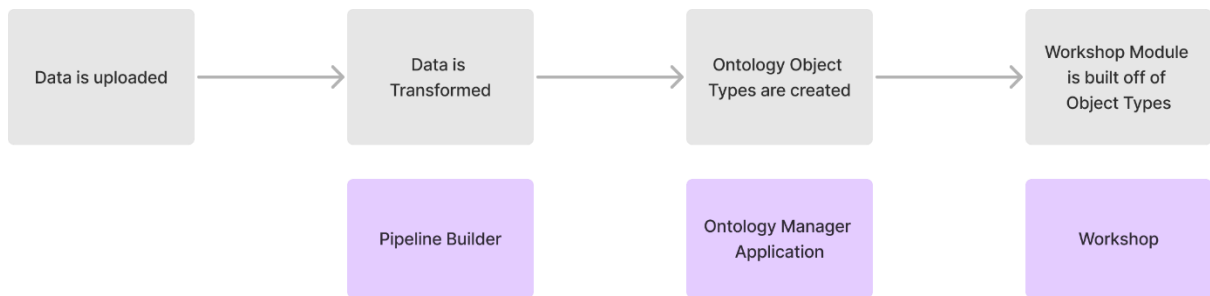 Data is uploaded
Data is
Transformed
Ontology Object
Types are created
Workshop Module
is built off of
Object Types
Pipeline Builder
Ontology Manager
Application
Workshop